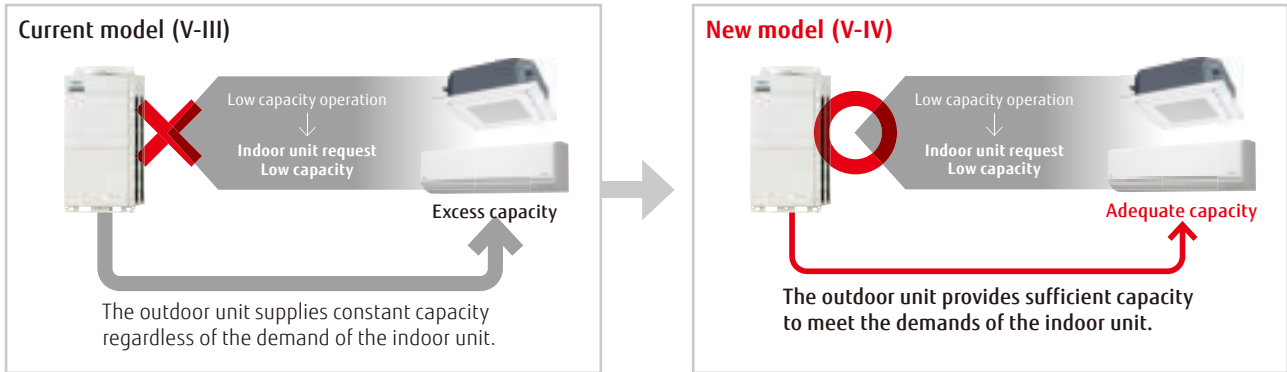 Current model (V-III)
Low capacity operation
Indoor unit request
Low capacity
Excess capacity
The outdoor unit supplies constant capacity
regardless of the demand of the indoor unit.
New model (V-IV)
Low capacity operation
Indoor unit request
Low capacity
Adequate capacity
The outdoor unit provides sufficient capacity
to meet the demands of the indoor unit.